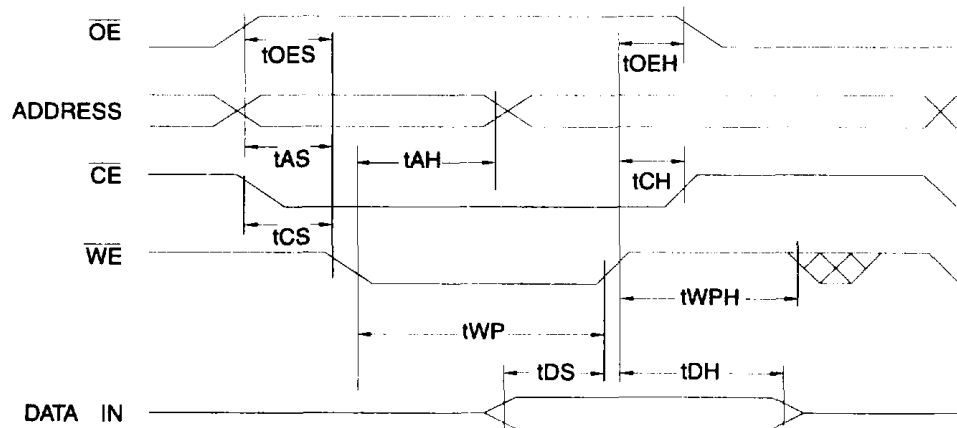 OE
tOES
tOEH
ADDRESS
tAS
tAH
CE
tCH
tCS
WE
tWPH
tWP
tDS
tDH
DATA IN